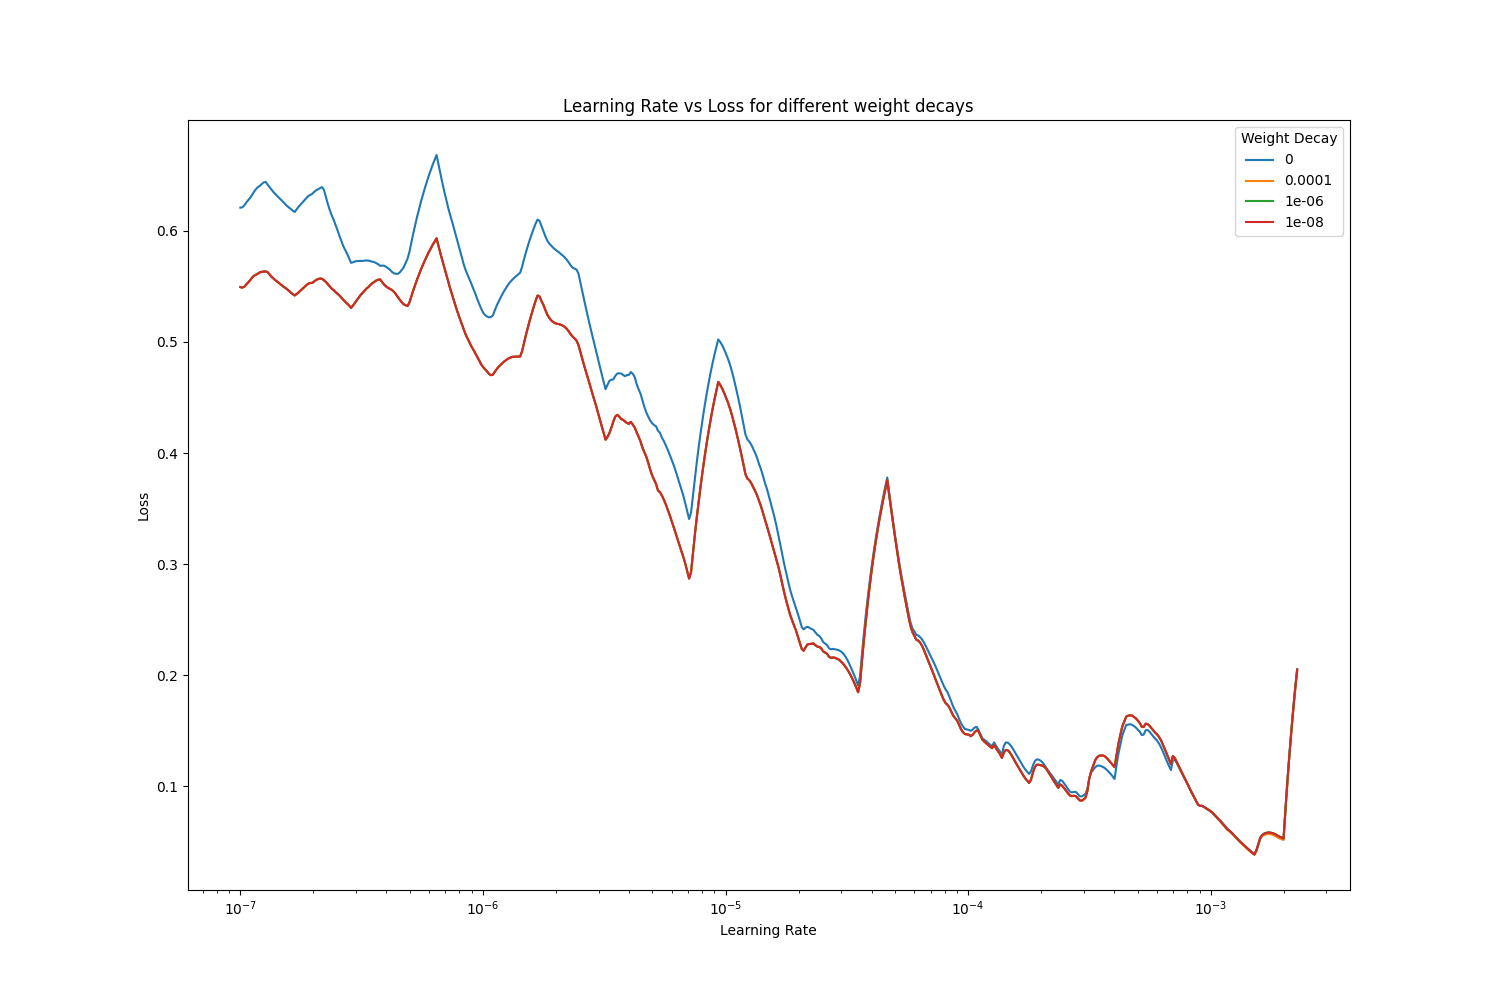 Learning Rate vs Loss for different weight decays
Weight Decay
0
0.0001
1e-06
1e-08
0.6
0.5
0.4
0.3
0.2
0.1
Loss
10⁻⁷
10⁻⁶
10⁻⁵
10⁻⁴
10⁻³
Learning Rate